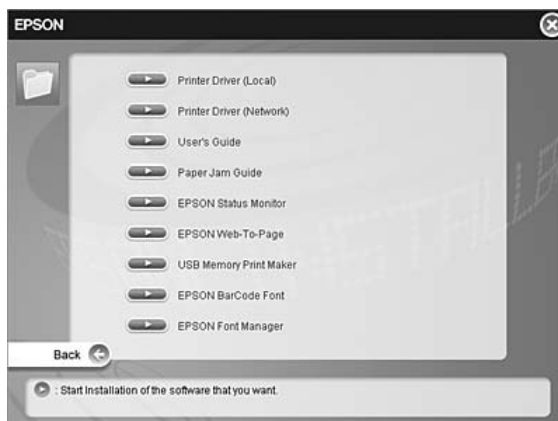 EPSON
Printer Driver (Local)
Printer Driver (Network)
User's Guide
Paper Jam Guide
EPSON Status Monitor
EPSON Web-To-Page
USB Memory Print Maker
EPSON BarCode Font
EPSON Font Manager
Back
: Start Installation of the software that you want.